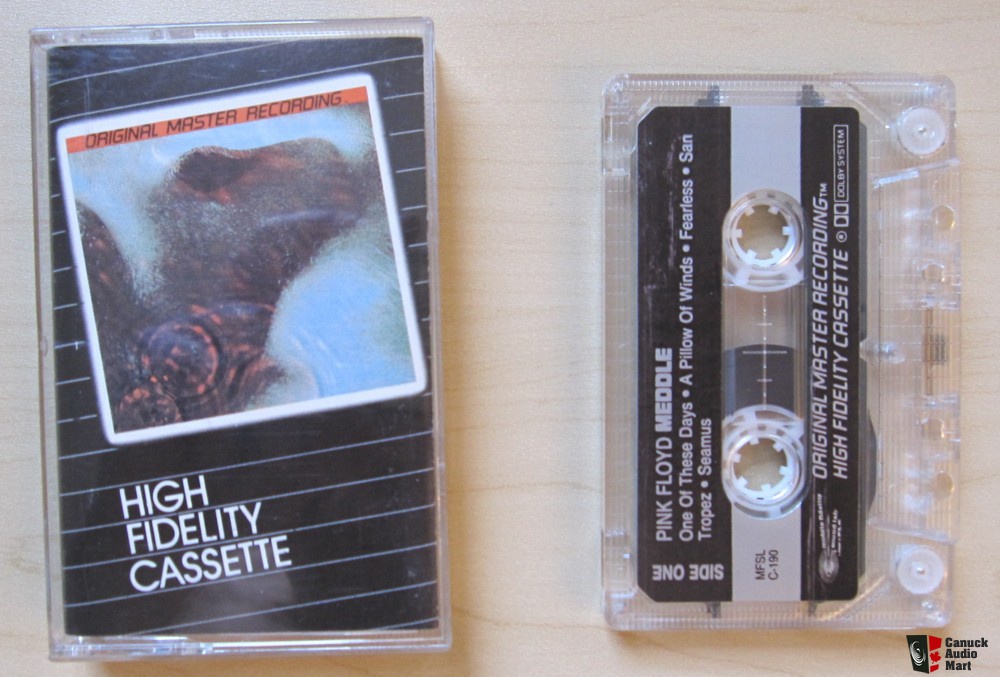 ORIGINAL MASTER RECORDING
HIGH
FIDELITY
CASSETTE
SIDE ONE
PINK FLOYD MEDDLE
One Of These Days • A Pillow Of Winds • Fearless • San
Tropez • Seamus
MFSL
C-190
ORIGINAL MASTER RECORDING™
HIGH FIDELITY CASSETTE ® DOLBY SYSTEM
Canuck
Audio
Mart